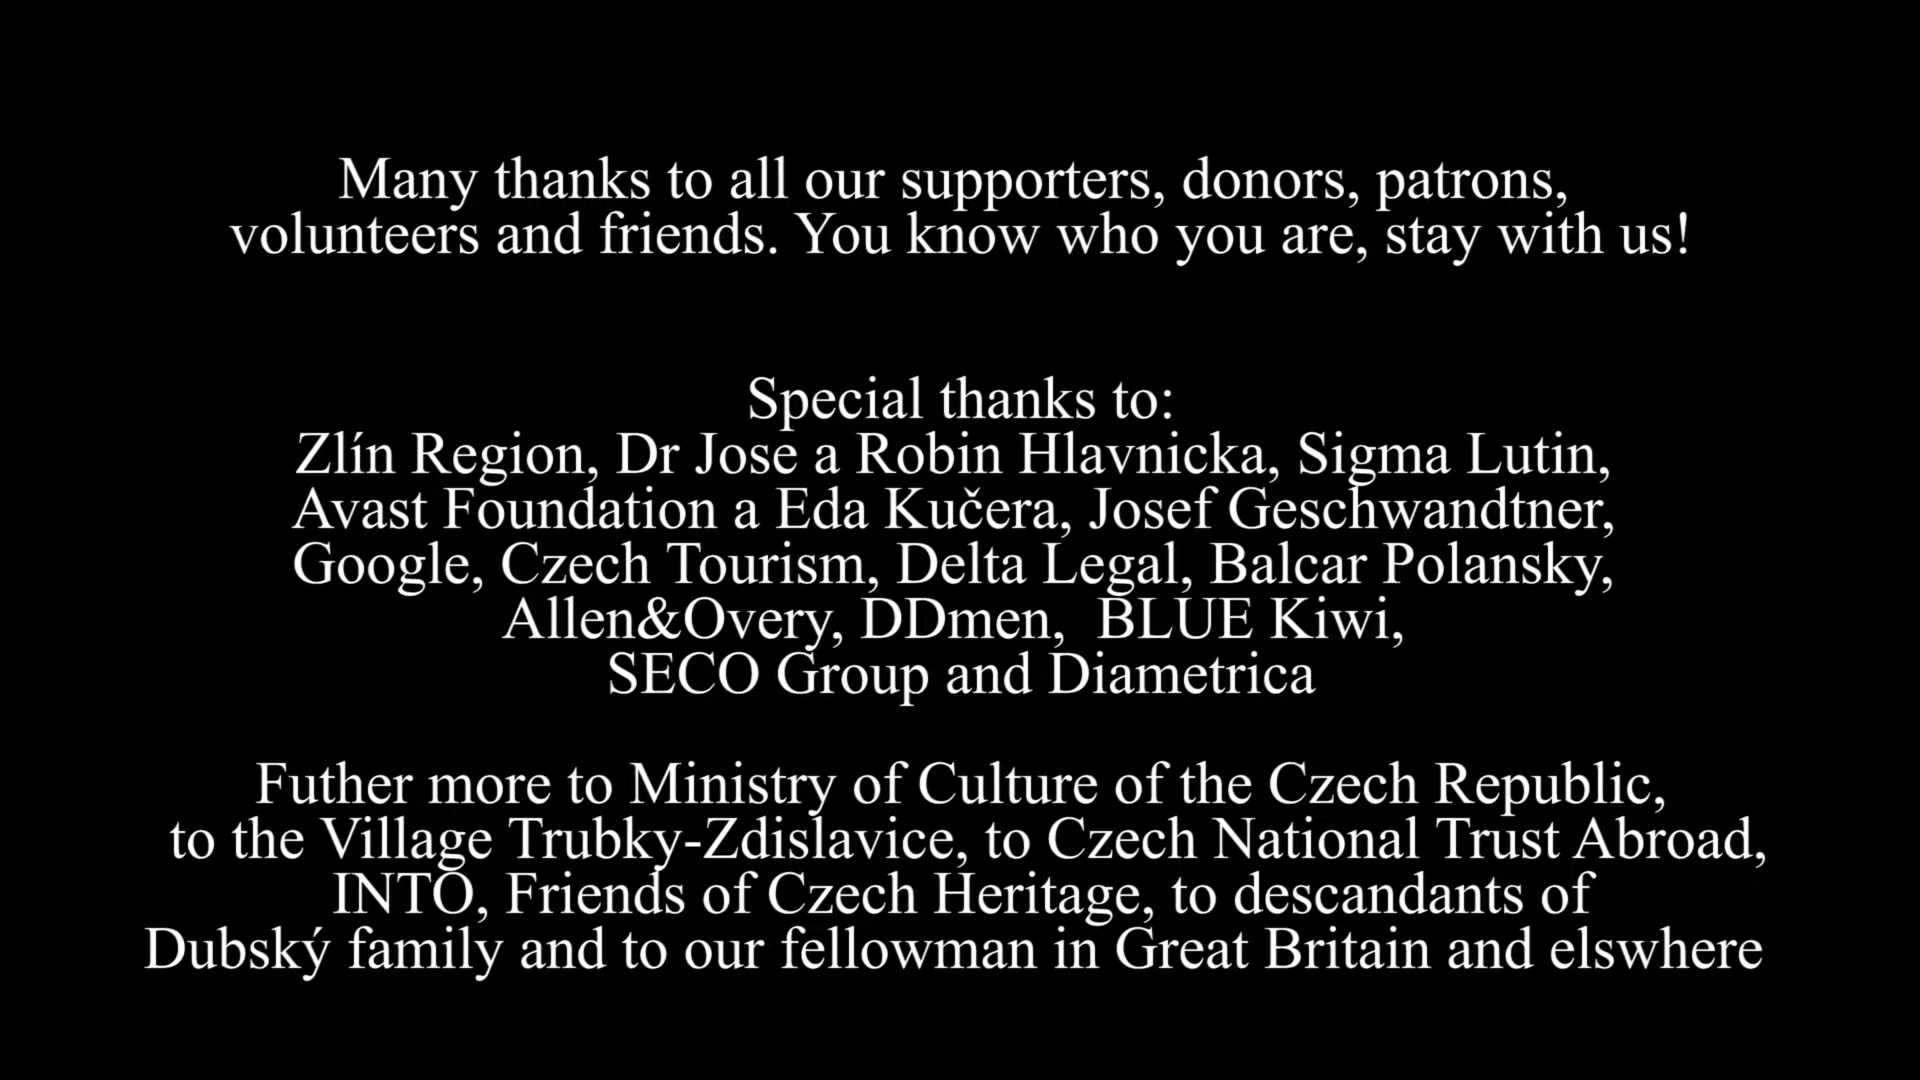 Many thanks to all our supporters, donors, patrons,
volunteers and friends. You know who you are, stay with us!
Special thanks to:
Zlín Region, Dr Jose a Robin Hlavnicka, Sigma Lutin,
Avast Foundation a Eda Kučera, Josef Geschwandtner,
Google, Czech Tourism, Delta Legal, Balcar Polansky,
Allen&Overy, DDmen,  BLUE Kiwi,
SECO Group and Diametrica
Futher more to Ministry of Culture of the Czech Republic,
to the Village Trubky-Zdislavice, to Czech National Trust Abroad,
INTO, Friends of Czech Heritage, to descandants of
Dubský family and to our fellowman in Great Britain and elswhere